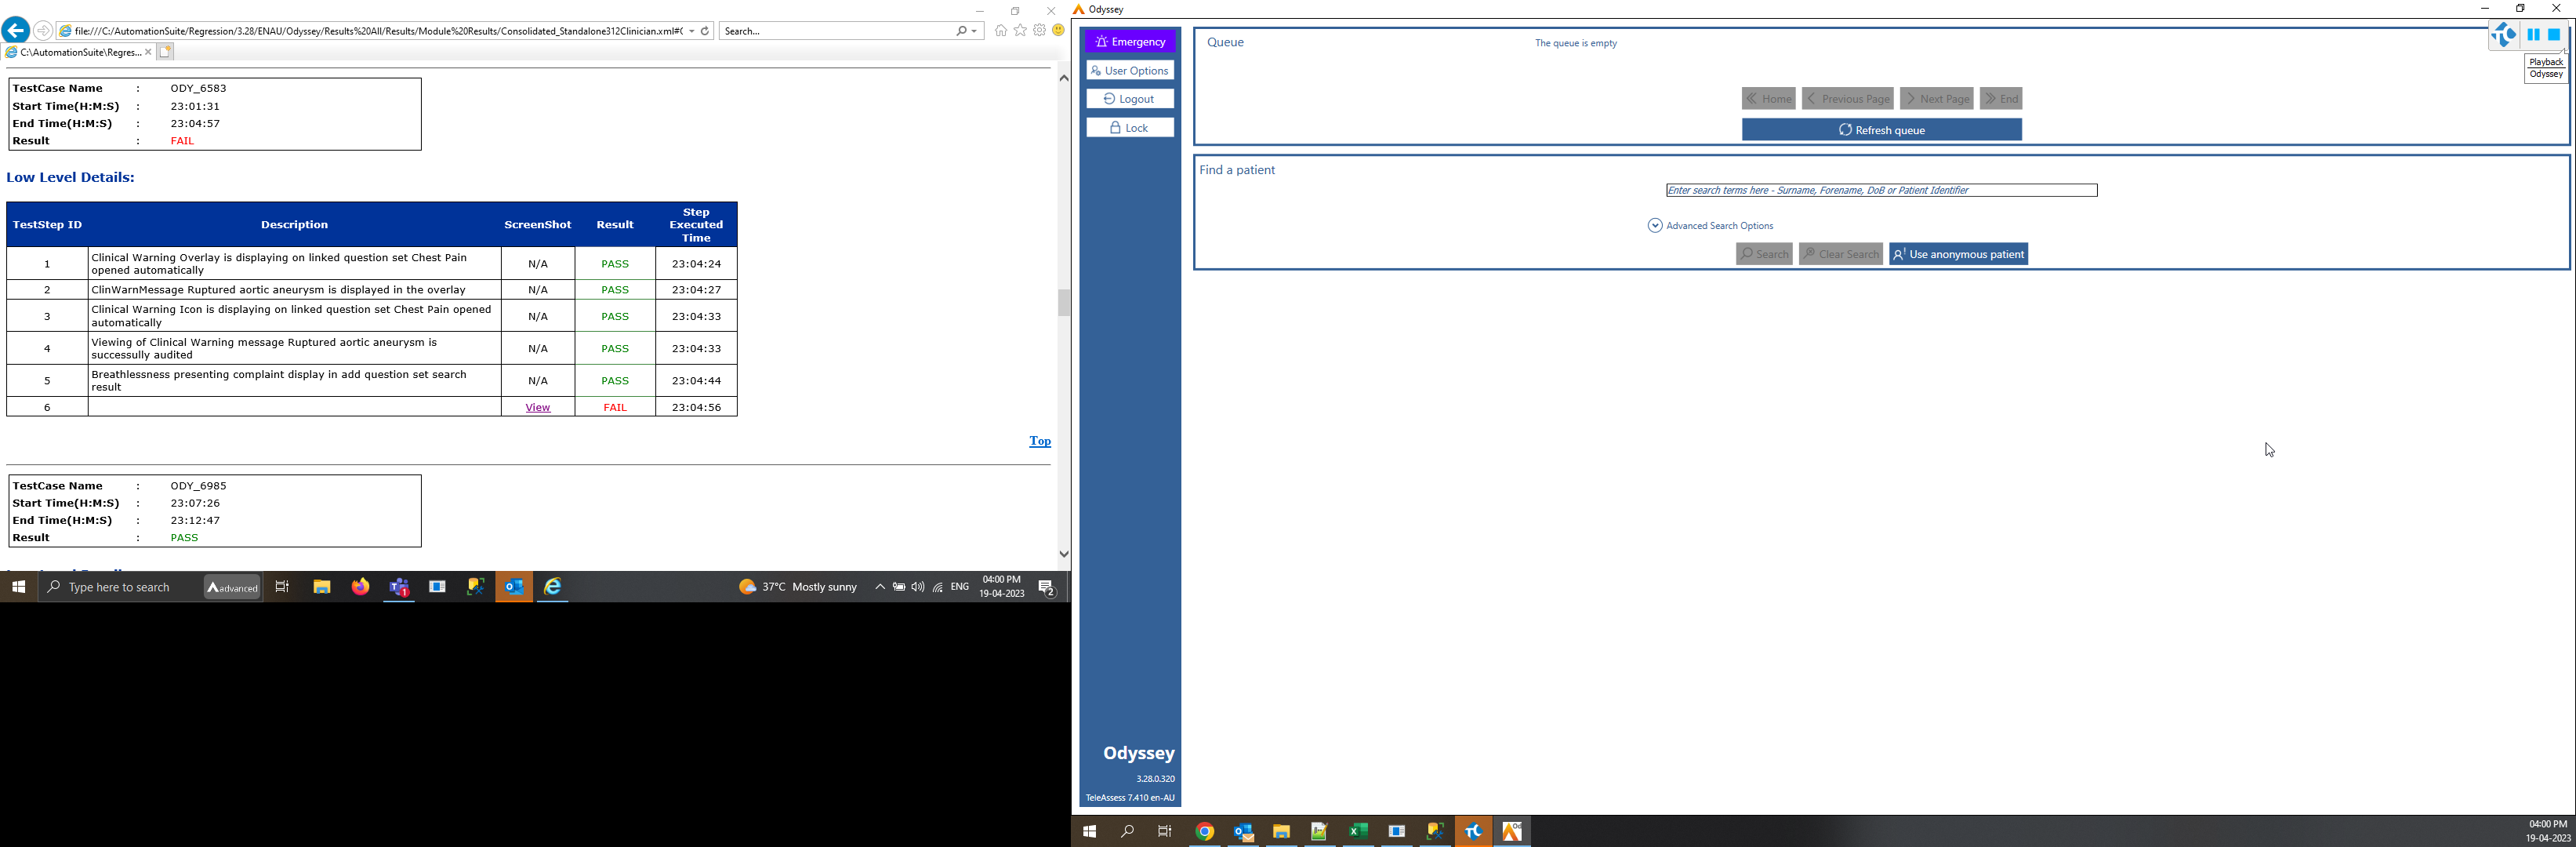 file:///C:/AutomationSuite/Regression/3.28/ENAU/Odyssey/Results%20All/Results/Module%20Results/Consolidated_Standalone312Clinician.xml#(
Search...
C:\AutomationSuite\Regres...
TestCase Name : ODY_6583
Start Time(H:M:S) : 23:01:31
End Time(H:M:S) : 23:04:57
Result : FAIL
Low Level Details:
TestStep ID Description ScreenShot Result Step Executed Time
1 Clinical Warning Overlay is displaying on linked question set Chest Pain opened automatically N/A PASS 23:04:24
2 ClinWarnMessage Ruptured aortic aneurysm is displayed in the overlay N/A PASS 23:04:27
3 Clinical Warning Icon is displaying on linked question set Chest Pain opened automatically N/A PASS 23:04:33
4 Viewing of Clinical Warning message Ruptured aortic aneurysm is successully audited N/A PASS 23:04:33
5 Breathlessness presenting complaint display in add question set search result N/A PASS 23:04:44
6 View FAIL 23:04:56
Top
TestCase Name : ODY_6985
Start Time(H:M:S) : 23:07:26
End Time(H:M:S) : 23:12:47
Result : PASS
Type here to search
advanced
1
37°C Mostly sunny
ENG
04:00 PM
19-04-2023
2
Odyssey
Emergency
User Options
Logout
Lock
Queue
The queue is empty
Home
Previous Page
Next Page
End
Refresh queue
Playback
Odyssey
Find a patient
Enter search terms here - Surname, Forename, DoB or Patient Identifier
Advanced Search Options
Search
Clear Search
Use anonymous patient
Odyssey
3.28.0.320
TeleAssess 7.410 en-AU
04:00 PM
19-04-2023